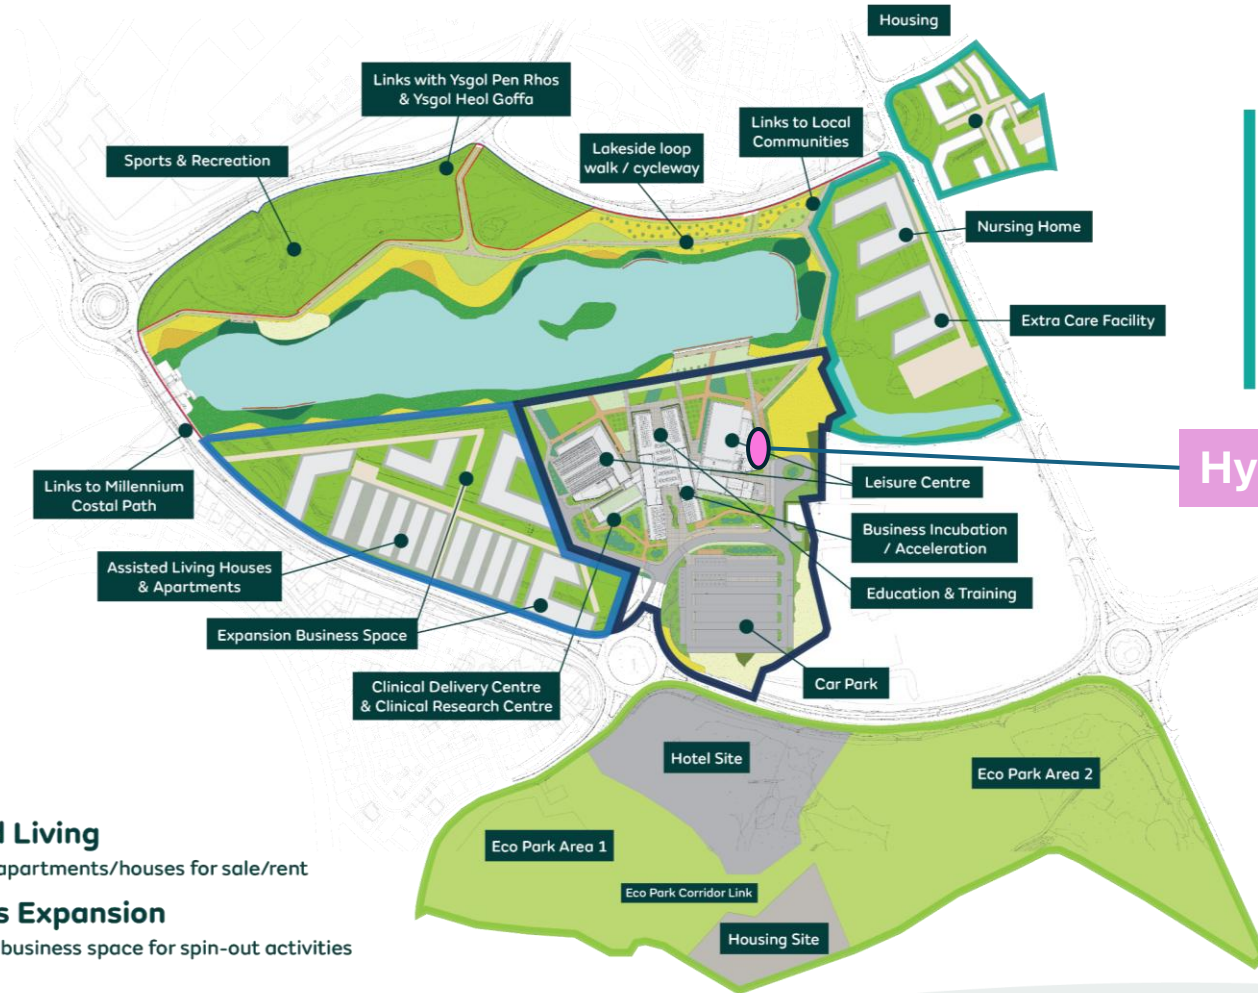 Housing
Links with Ysgol Pen Rhos
& Ysgol Heol Goffa
Links to Local
Communities
Lakeside loop
walk / cycleway
Sports & Recreation
Nursing Home
Extra Care Facility
Hy
Links to Millennium
Costal Path
Leisure Centre
Business Incubation
/ Acceleration
Assisted Living Houses
& Apartments
Education & Training
Expansion Business Space
Clinical Delivery Centre
& Clinical Research Centre
Car Park
Hotel Site
Eco Park Area 2
Eco Park Area 1
Eco Park Corridor Link
Housing Site
Living
apartments/houses for sale/rent
s Expansion
business space for spin-out activities